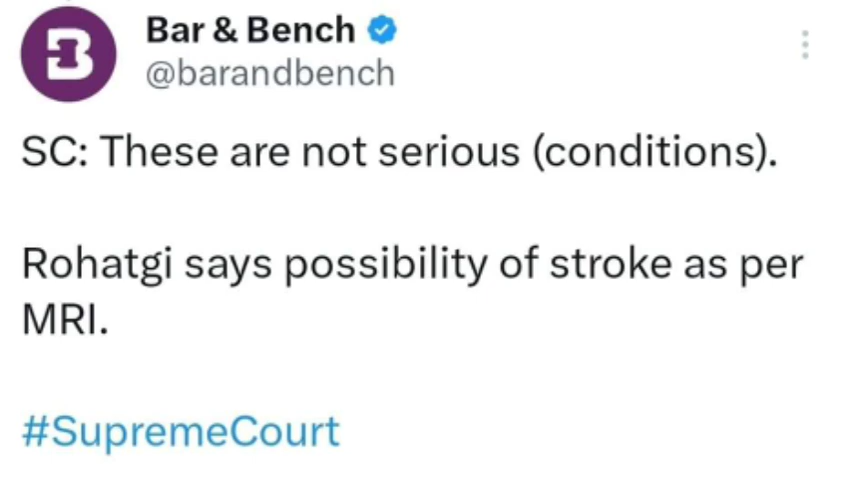 Bar & Bench
@barandbench
SC: These are not serious (conditions).
Rohatgi says possibility of stroke as per
MRI.
#SupremeCourt